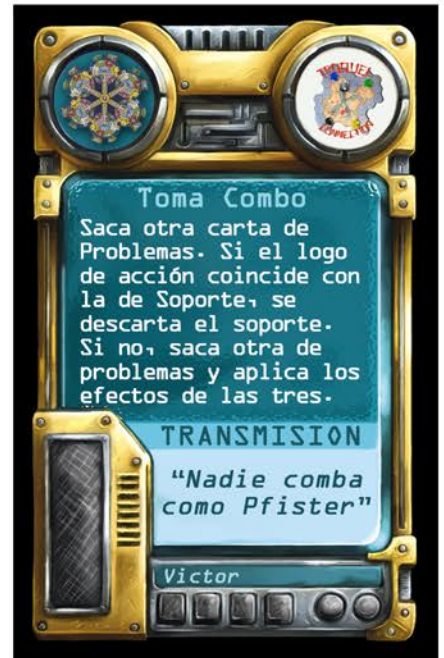 Toma Combo
Saca otra carta de
Problemas. Si el logo
de acción coincide con
la de Soporte, se
descarta el soporte.
Si no, saca otra de
problemas y aplica los
efectos de las tres.
TRANSMISION
“Nadie comba
como Pfister”
Victor